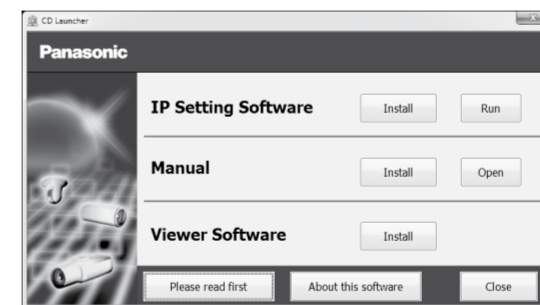 CD Launcher
Panasonic
IP Setting Software Install Run
Manual Install Open
Viewer Software Install
Please read first About this software Close